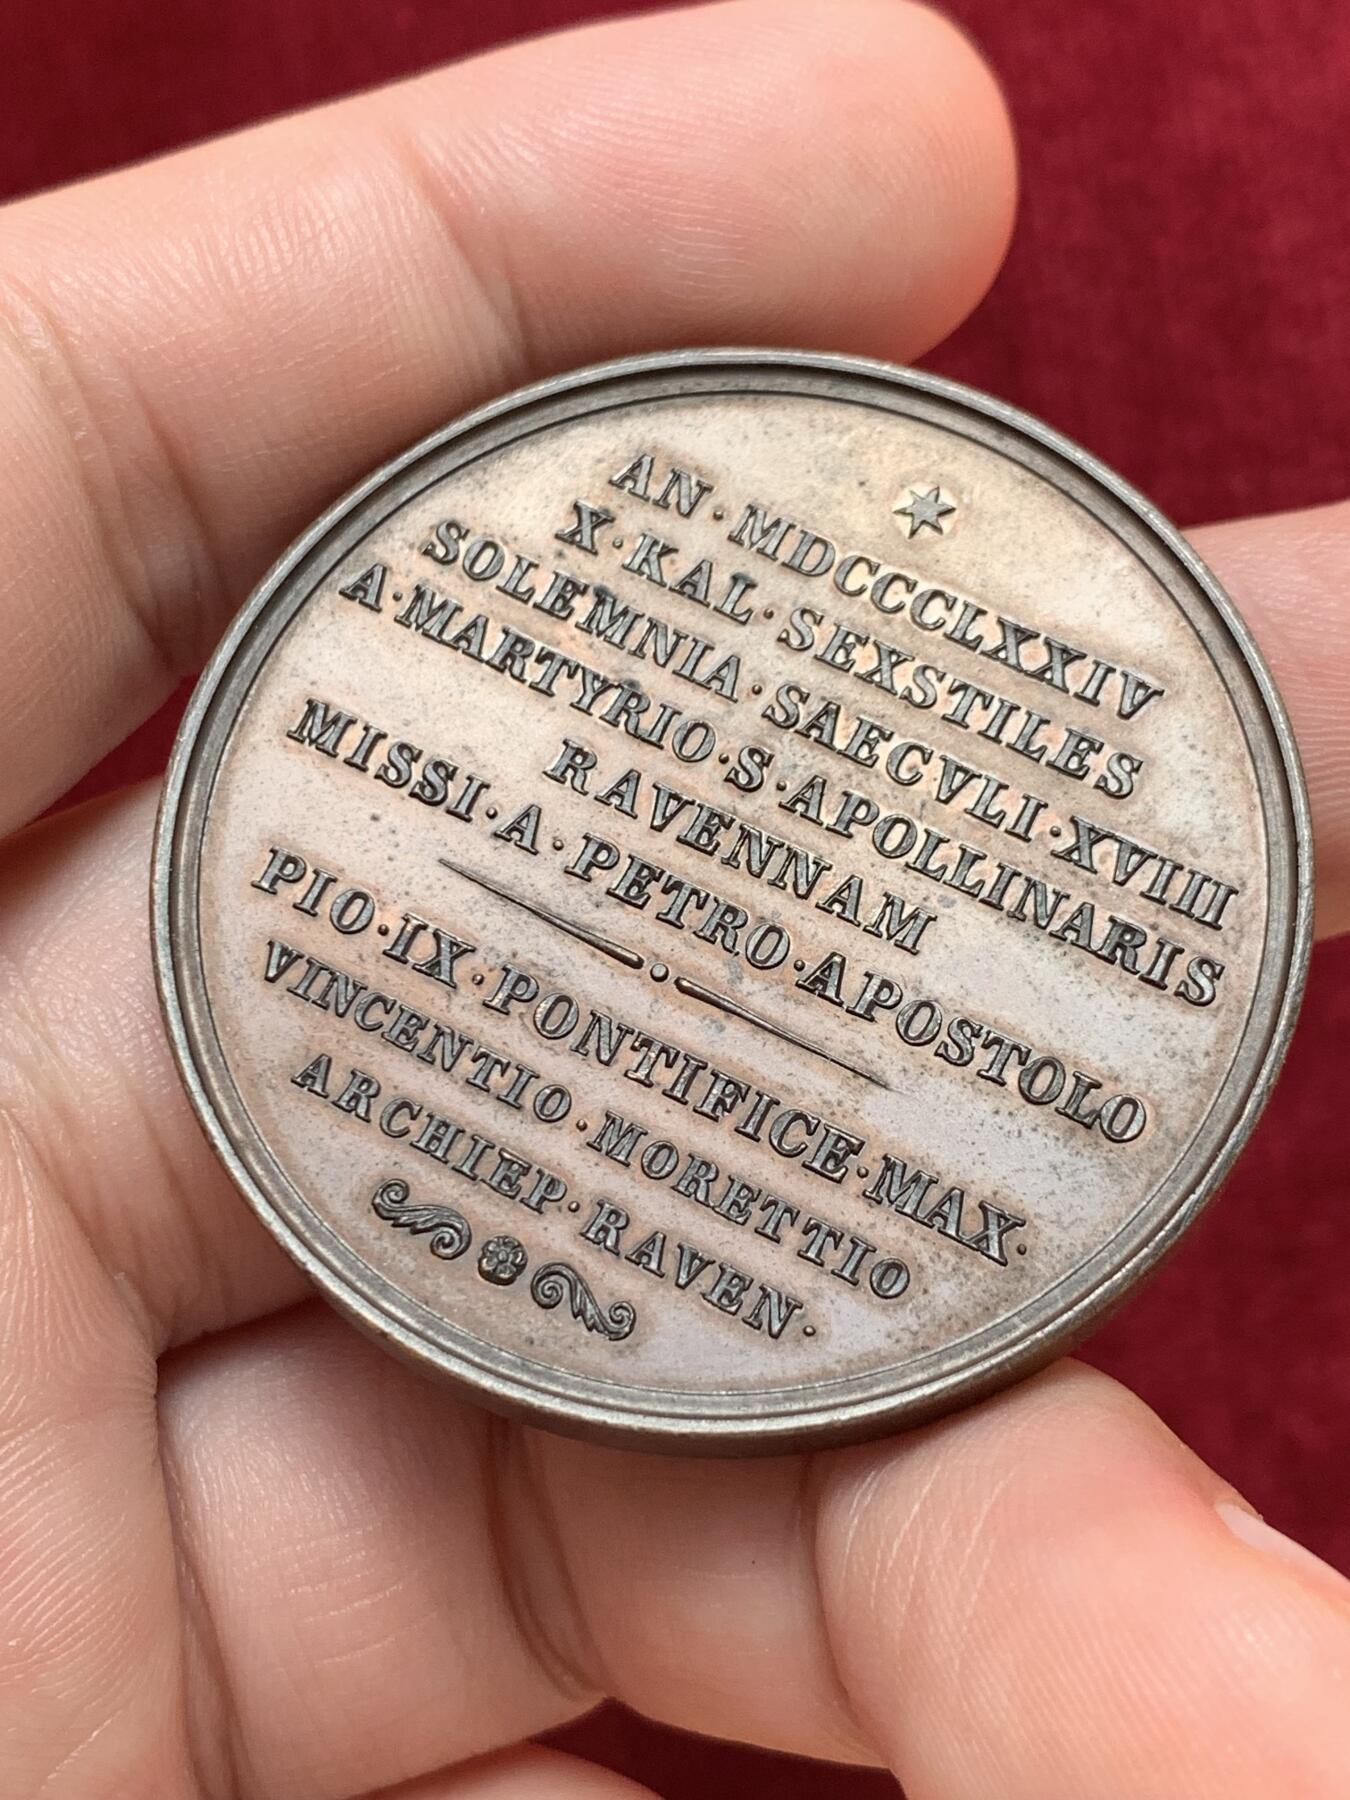 AN · MDCCCLXXIV
X · KAL · SEXSTILES
SOLEMNIA · SAECVLI · XVIII
A · MARTYRIO · S · APOLLINARIS
RAVENNAM
MISSI · A · PETRO · APOSTOLO
PIO · IX · PONTIFICE · MAX ·
VINCENTIO · MORETTIO
ARCHIEP · RAVEN ·